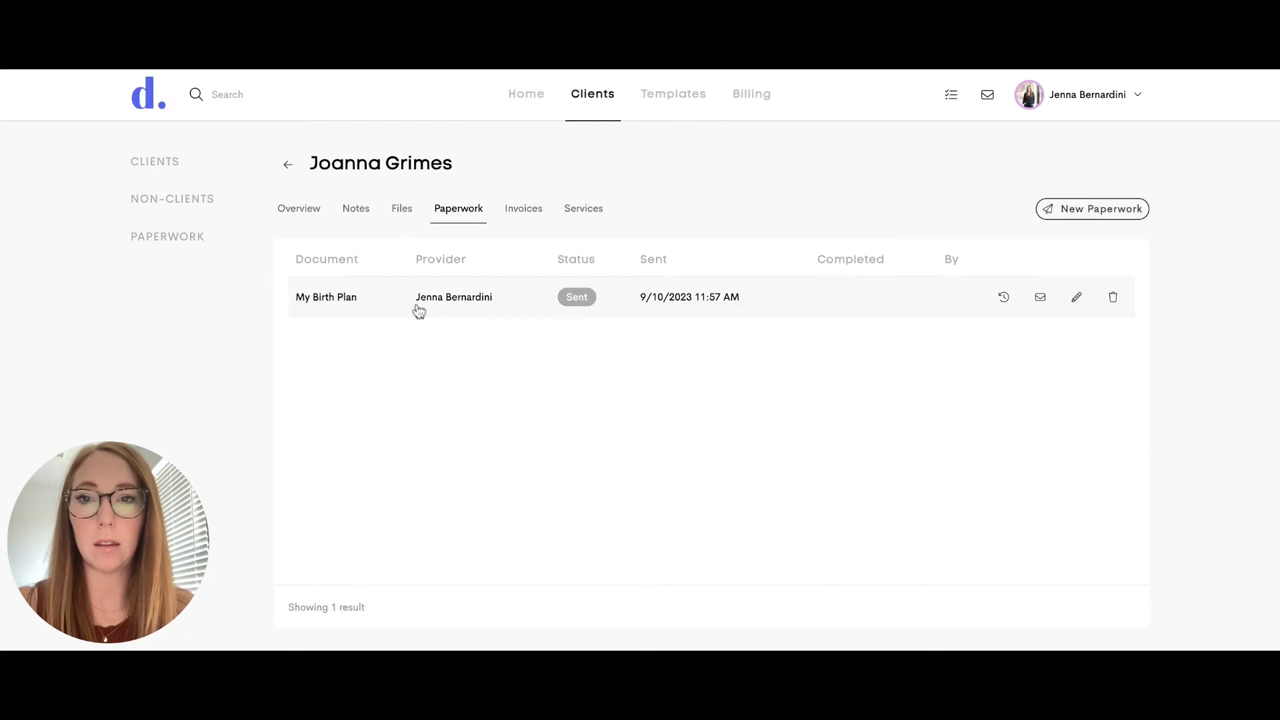 d. Search Home Clients Templates Billing Jenna Bernardini
CLIENTS
NON-CLIENTS
PAPERWORK
Joanna Grimes
Overview Notes Files Paperwork Invoices Services
New Paperwork
Document Provider Status Sent Completed By
My Birth Plan Jenna Bernardini Sent 9/10/2023 11:57 AM
Showing 1 result